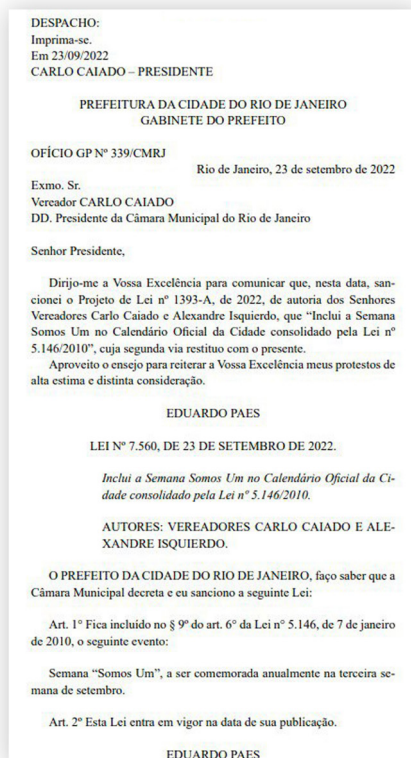 DESPACHO:
Imprima-se.
Em 23/09/2022
CARLO CAIADO – PRESIDENTE
PREFEITURA DA CIDADE DO RIO DE JANEIRO
GABINETE DO PREFEITO
OFÍCIO GP Nº 339/CMRJ
Rio de Janeiro, 23 de setembro de 2022
Exmo. Sr.
Vereador CARLO CAIADO
DD. Presidente da Câmara Municipal do Rio de Janeiro
Senhor Presidente,
Dirijo-me a Vossa Excelência para comunicar que, nesta data, san-
cionei o Projeto de Lei nº 1393-A, de 2022, de autoria dos Senhores
Vereadores Carlo Caiado e Alexandre Isquierdo, que “Inclui a Semana
Somos Um no Calendário Oficial da Cidade consolidado pela Lei nº
5.146/2010”, cuja segunda via restituo com o presente.
Aproveito o ensejo para reiterar a Vossa Excelência meus protestos de
alta estima e distinta consideração.
EDUARDO PAES
LEI Nº 7.560, DE 23 DE SETEMBRO DE 2022.
Inclui a Semana Somos Um no Calendário Oficial da Ci-
dade consolidado pela Lei nº 5.146/2010.
AUTORES: VEREADORES CARLO CAIADO E ALE-
XANDRE ISQUIERDO.
O PREFEITO DA CIDADE DO RIO DE JANEIRO, faço saber que a
Câmara Municipal decreta e eu sanciono a seguinte Lei:
Art. 1° Fica incluído no § 9º do art. 6° da Lei n° 5.146, de 7 de janeiro
de 2010, o seguinte evento:
Semana “Somos Um”, a ser comemorada anualmente na terceira se-
mana de setembro.
Art. 2º Esta Lei entra em vigor na data de sua publicação.
EDUARDO PAES